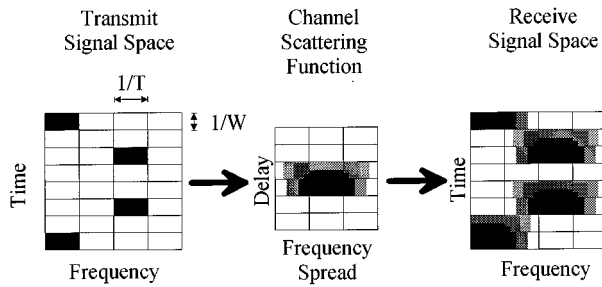 Transmit
Signal Space
Channel
Scattering
Function
Receive
Signal Space
1/T
1/W
Time
Delay
Time
Frequency
Frequency
Spread
Frequency